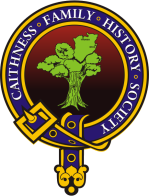 CAITHNESS · FAMILY · HISTORY · SOCIETY